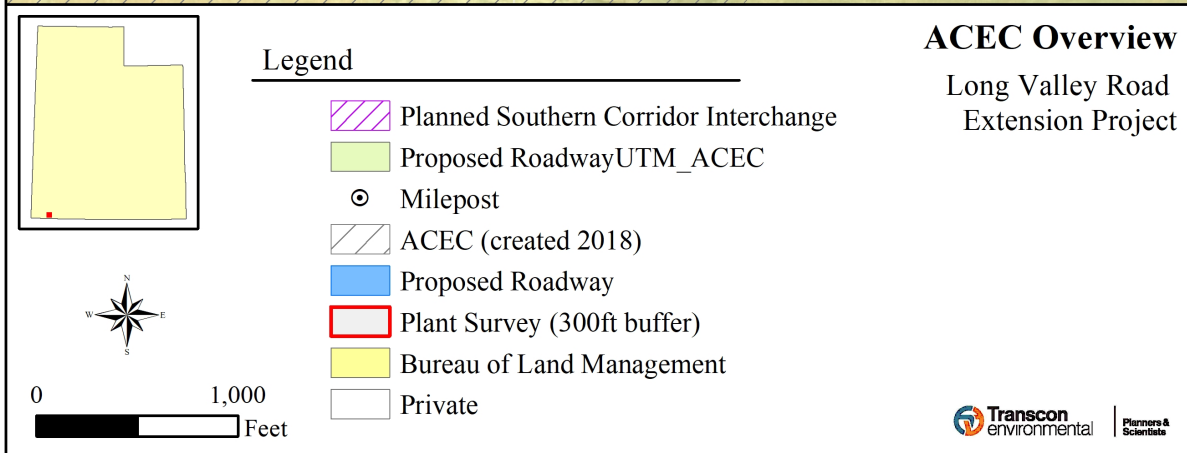 ACEC Overview
Long Valley Road
Extension Project
Legend
Planned Southern Corridor Interchange
Proposed RoadwayUTM_ACEC
Milepost
ACEC (created 2018)
Proposed Roadway
Plant Survey (300ft buffer)
Bureau of Land Management
Private
N
W E
S
0 1,000
Feet
Transcon
environmental
Planners &
Scientists